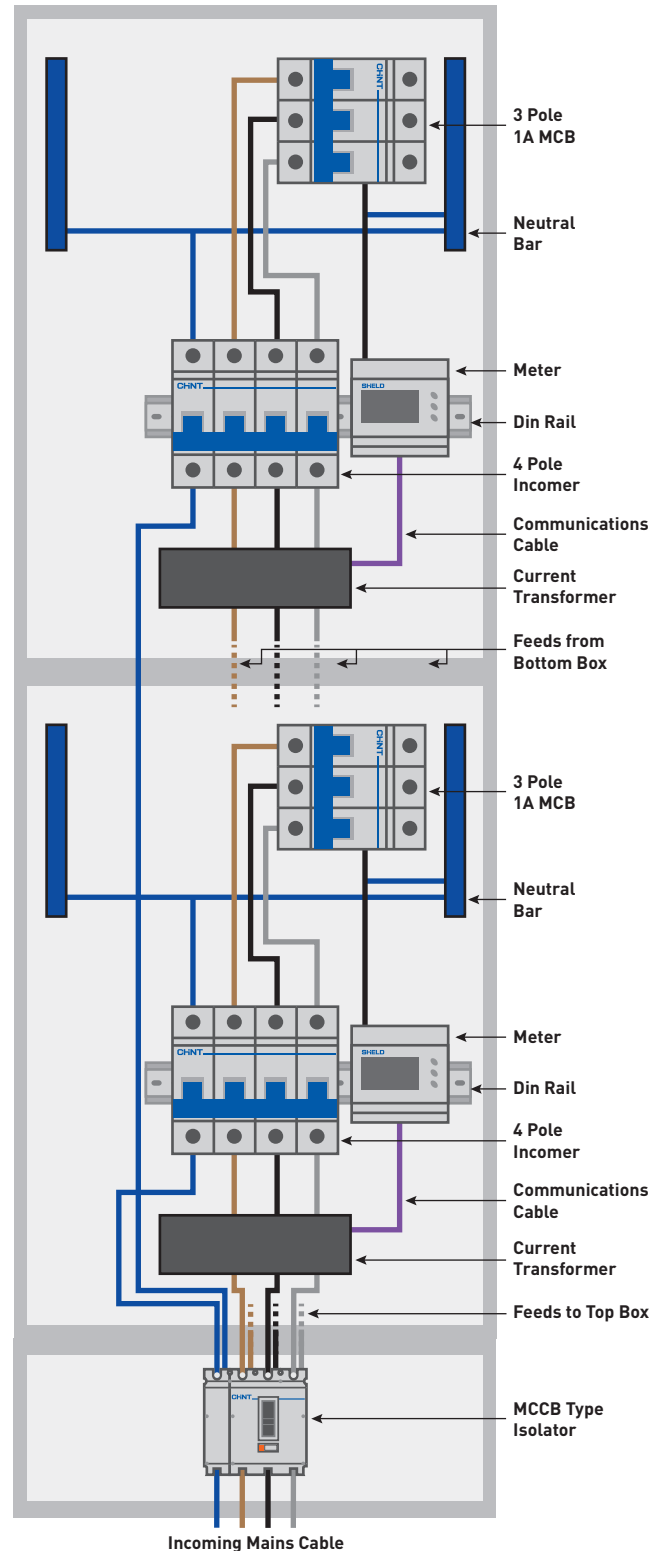 CHNT
3 Pole
1A MCB
Neutral
Bar
CHNT
SHELD
Meter
Din Rail
4 Pole
Incomer
Communications
Cable
Current
Transformer
Feeds from
Bottom Box
CHNT
3 Pole
1A MCB
Neutral
Bar
CHNT
SHELD
Meter
Din Rail
4 Pole
Incomer
Communications
Cable
Current
Transformer
Feeds to Top Box
CHNT
MCCB Type
Isolator
Incoming Mains Cable